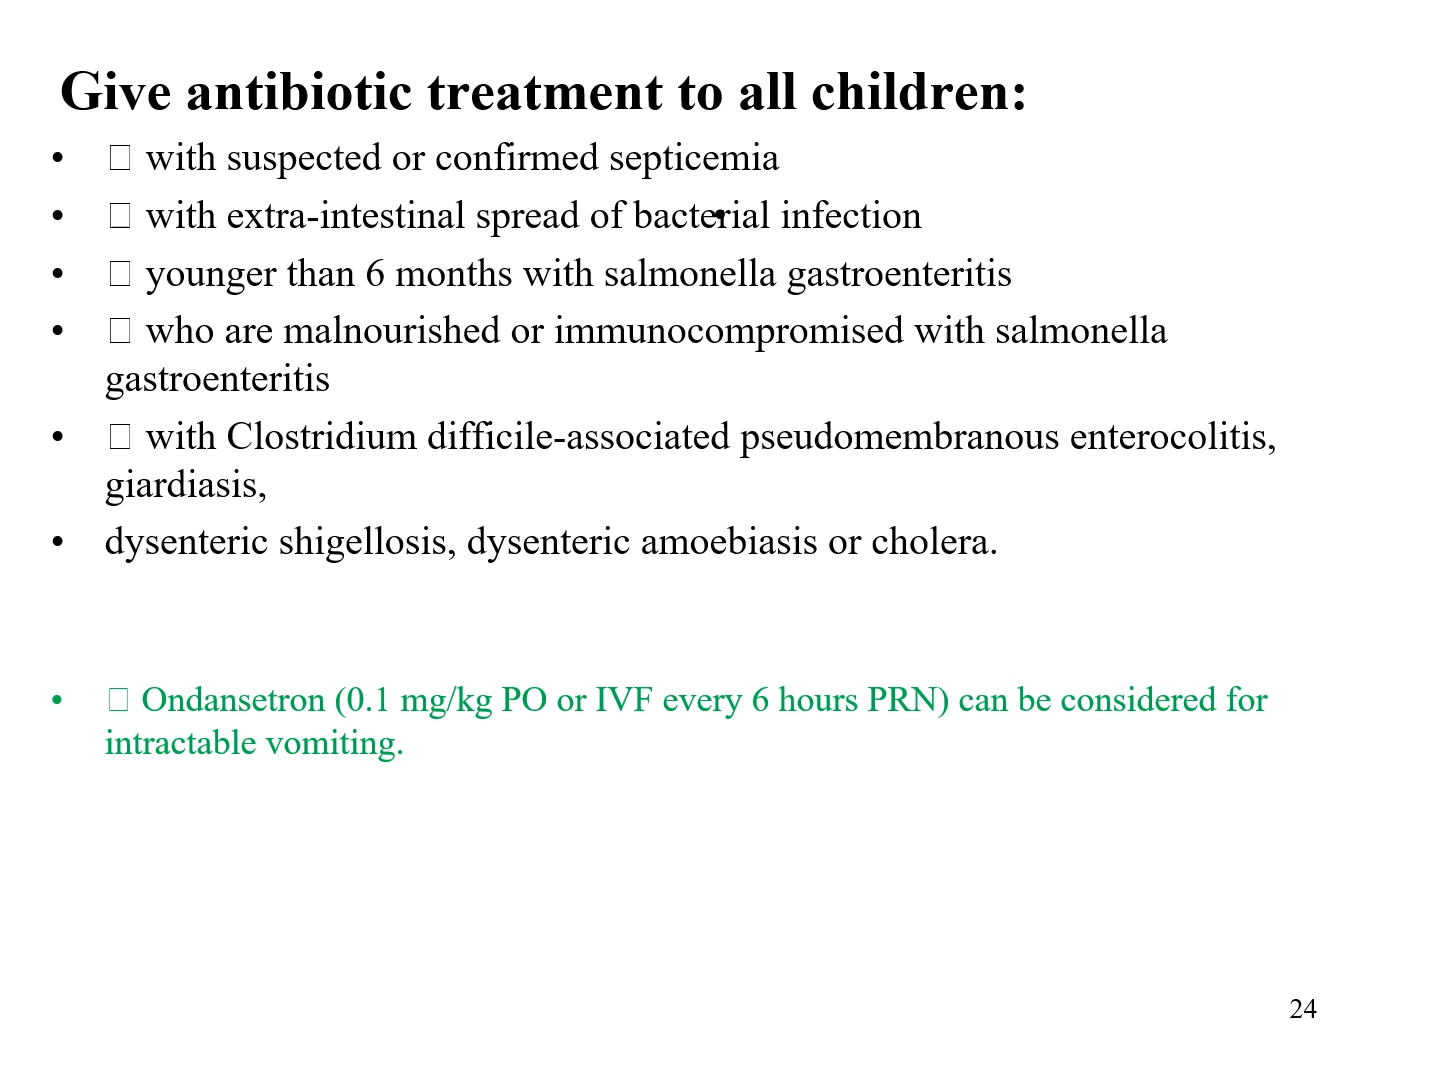 Give antibiotic treatment to all children:
• □ with suspected or confirmed septicemia
• □ with extra-intestinal spread of bacterial infection
• □ younger than 6 months with salmonella gastroenteritis
• □ who are malnourished or immunocompromised with salmonella
gastroenteritis
• □ with Clostridium difficile-associated pseudomembranous enterocolitis,
giardiasis,
• dysenteric shigellosis, dysenteric amoebiasis or cholera.
• □ Ondansetron (0.1 mg/kg PO or IVF every 6 hours PRN) can be considered for
intractable vomiting.
24